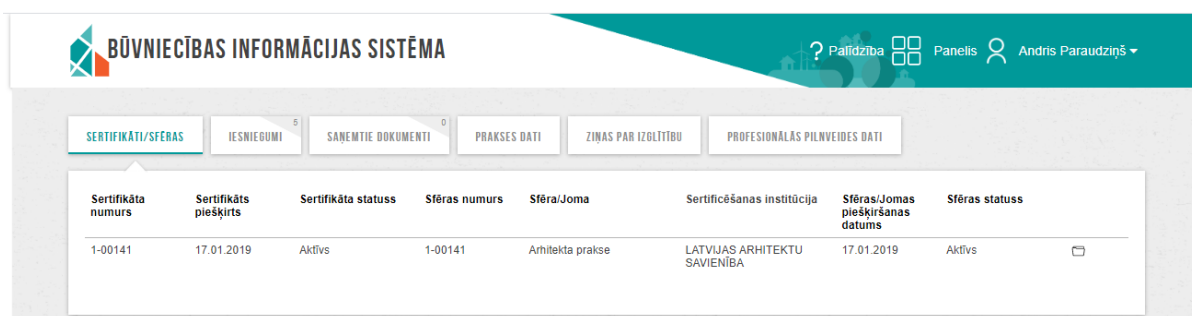 BŪVNIECĪBAS INFORMĀCIJAS SISTĒMA
? Palīdzība Panelis Andris Paraudziņš
SERTIFIKĀTI/SFĒRAS IESNIEGUMI 5 SAŅEMTIE DOKUMENTI 0 PRAKSES DATI ZIŅAS PAR IZGLĪTĪBU PROFESIONĀLĀS PILNVEIDES DATI
Sertifikāta numurs Sertifikāts piešķirts Sertifikāta statuss Sfēras numurs Sfēra/Joma Sertificēšanas institūcija Sfēras/Jomas piešķiršanas datums Sfēras statuss
1-00141 17.01.2019 Aktīvs 1-00141 Arhitekta prakse LATVIJAS ARHITEKTU SAVIENĪBA 17.01.2019 Aktīvs